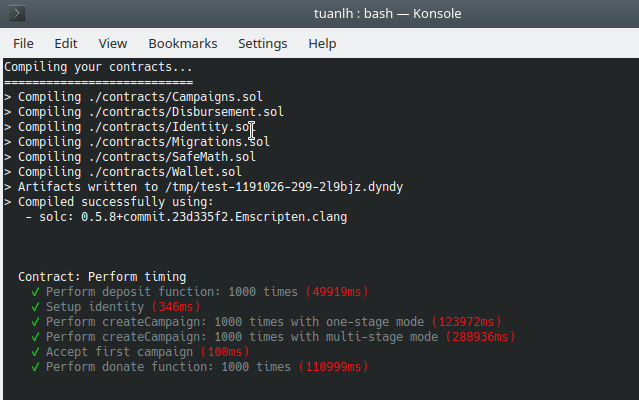 tuanlh : bash — Konsole
File Edit View Bookmarks Settings Help
Compiling your contracts...
===========================
> Compiling ./contracts/Campaigns.sol
> Compiling ./contracts/Disbursement.sol
> Compiling ./contracts/Identity.sol
> Compiling ./contracts/Migrations.sol
> Compiling ./contracts/SafeMath.sol
> Compiling ./contracts/Wallet.sol
> Artifacts written to /tmp/test-1191026-299-2l9bjz.dyndy
> Compiled successfully using:
- solc: 0.5.8+commit.23d335f2.Emscripten.clang
Contract: Perform timing
✓ Perform deposit function: 1000 times (49919ms)
✓ Setup identity (346ms)
✓ Perform createCampaign: 1000 times with one-stage mode (123972ms)
✓ Perform createCampaign: 1000 times with multi-stage mode (288936ms)
✓ Accept first campaign (100ms)
✓ Perform donate function: 1000 times (110999ms)